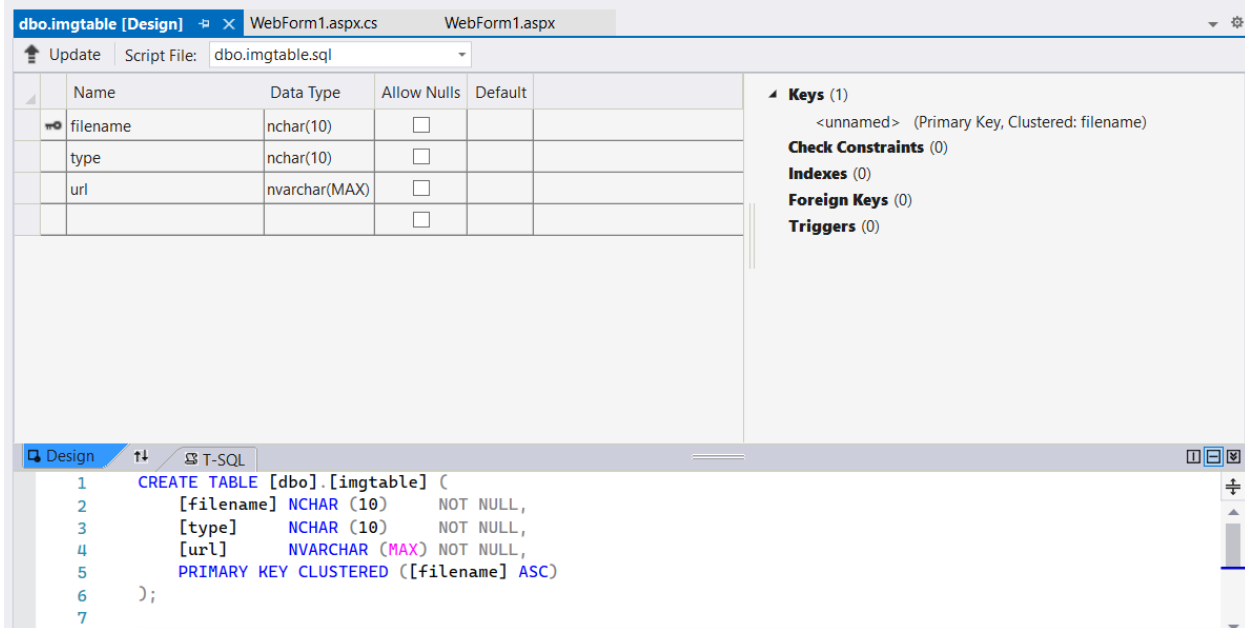 dbo.imgtable [Design] WebForm1.aspx.cs WebForm1.aspx
Update Script File: dbo.imgtable.sql
Name Data Type Allow Nulls Default
filename nchar(10)
type nchar(10)
url nvarchar(MAX)
Keys (1)
<unnamed> (Primary Key, Clustered: filename)
Check Constraints (0)
Indexes (0)
Foreign Keys (0)
Triggers (0)
Design T-SQL
1 CREATE TABLE [dbo].[imgtable] (
2 [filename] NCHAR (10) NOT NULL,
3 [type] NCHAR (10) NOT NULL,
4 [url] NVARCHAR (MAX) NOT NULL,
5 PRIMARY KEY CLUSTERED ([filename] ASC)
6 );
7